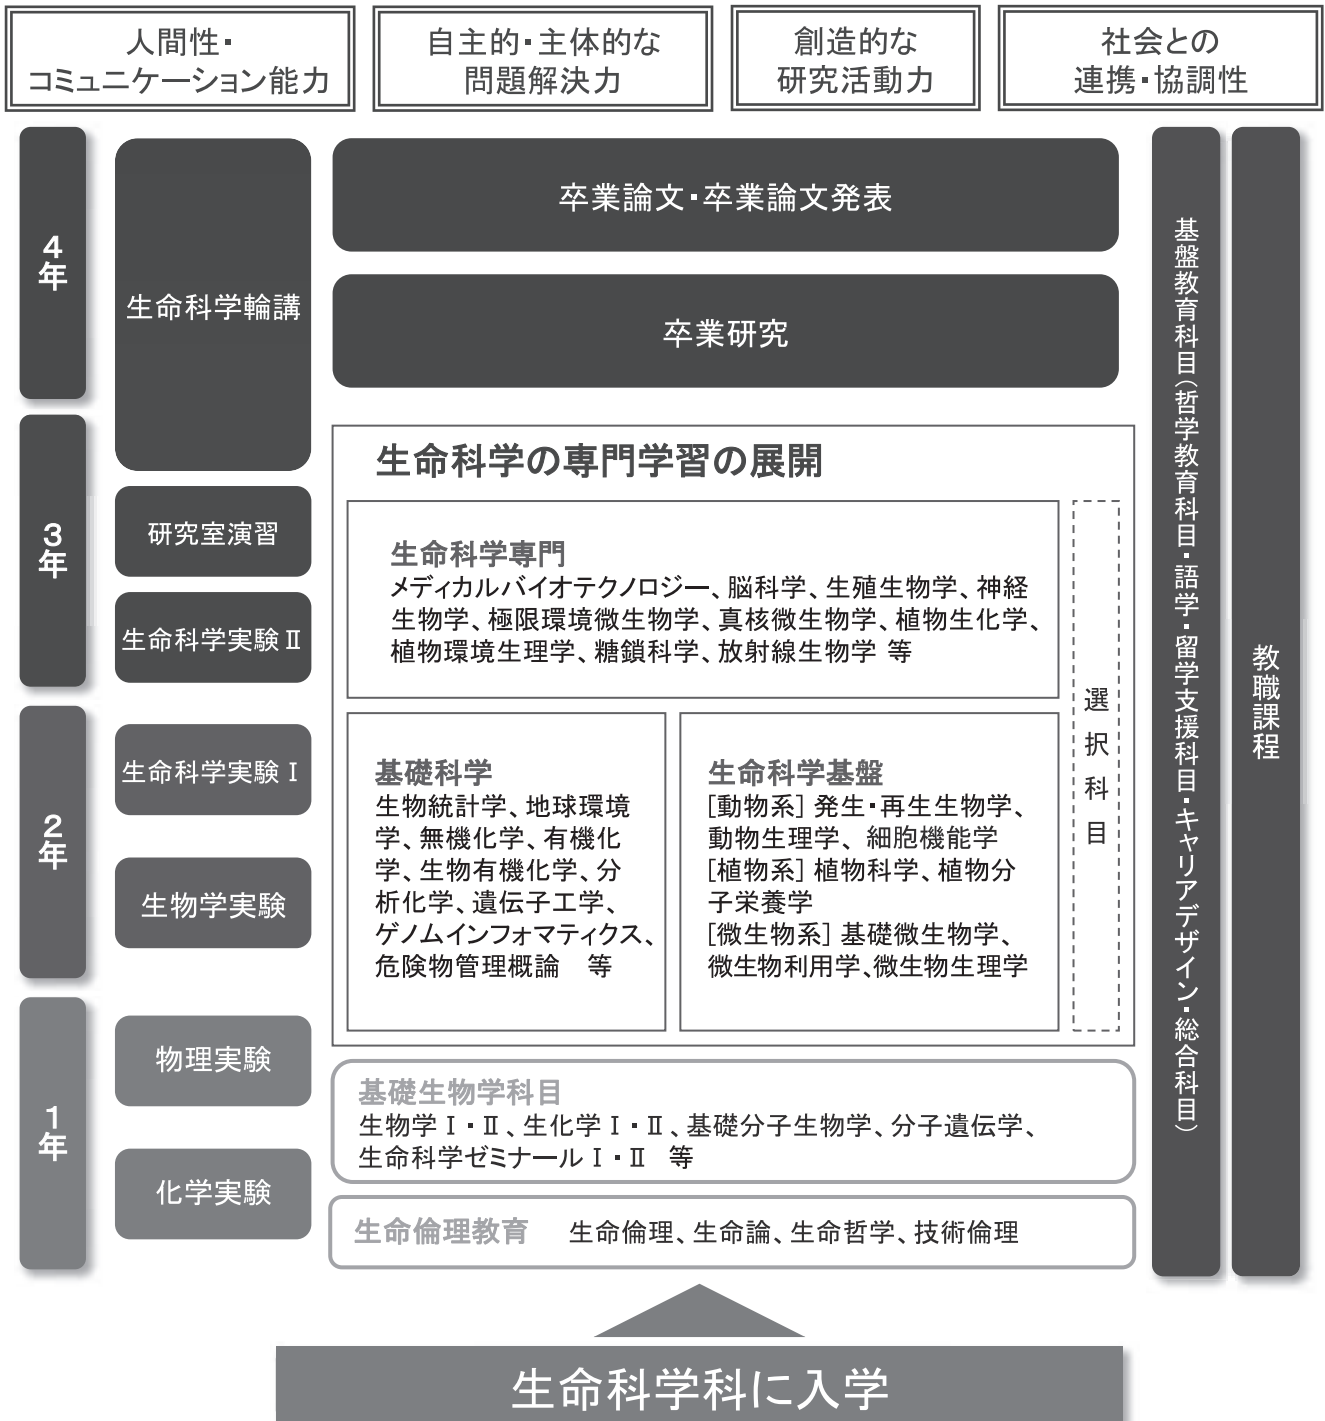 人間性・
コミュニケーション能力
自主的・主体的な
問題解決力
創造的な
研究活動力
社会との
連携・協調性
4年
生命科学輪講
卒業論文・卒業論文発表
卒業研究
3年
研究室演習
生命科学実験Ⅱ
2年
生命科学実験Ⅰ
生物学実験
1年
物理実験
化学実験
生命科学の専門学習の展開
生命科学専門
メディカルバイオテクノロジー、脳科学、生殖生物学、神経
生物学、極限環境微生物学、真核微生物学、植物生化学、
植物環境生理学、糖鎖科学、放射線生物学 等
基礎科学
生物統計学、地球環境
学、無機化学、有機化
学、生物有機化学、分
析化学、遺伝子工学、
ゲノムインフォマティクス、
危険物管理概論　等
生命科学基盤
[動物系] 発生・再生生物学、
動物生理学、細胞機能学
[植物系] 植物科学、植物分
子栄養学
[微生物系] 基礎微生物学、
微生物利用学、微生物生理学
選択科目
基礎生物学科目
生物学Ⅰ・Ⅱ、生化学Ⅰ・Ⅱ、基礎分子生物学、分子遺伝学、
生命科学ゼミナールⅠ・Ⅱ　等
生命倫理教育　生命倫理、生命論、生命哲学、技術倫理
基盤教育科目（哲学教育科目・語学・留学支援科目・キャリアデザイン・総合科目）
教職課程
生命科学科に入学